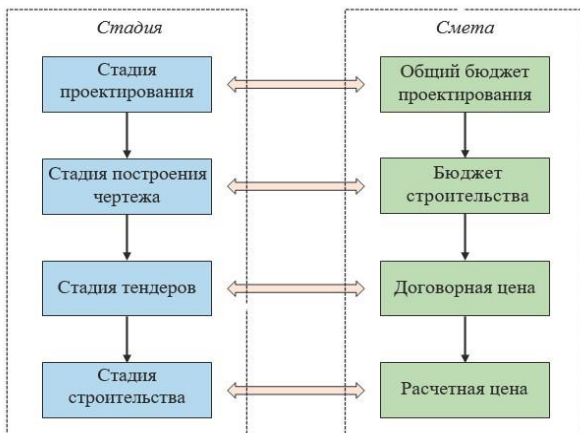 Стадия
Стадия
проектирования
Стадия построения
чертежа
Стадия тендеров
Стадия
строительства
Смета
Общий бюджет
проектирования
Бюджет
строительства
Договорная цена
Расчетная цена